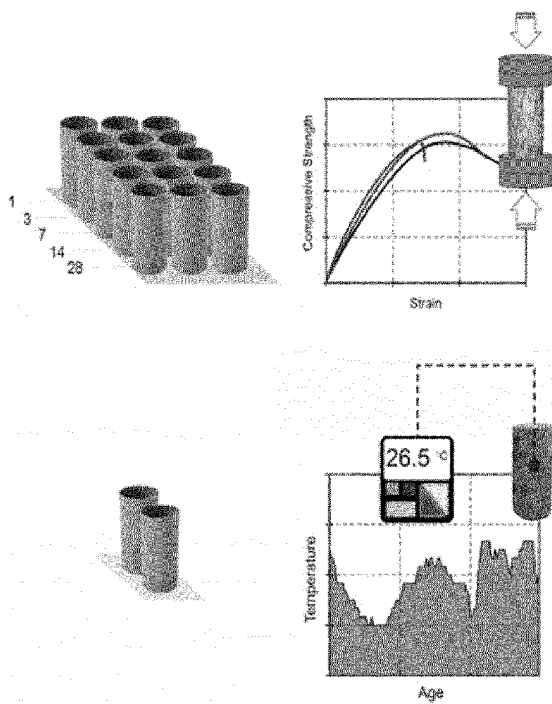 1
3
7
14
28
Compressive Strength
Strain
26.5 °C
Temperature
Age